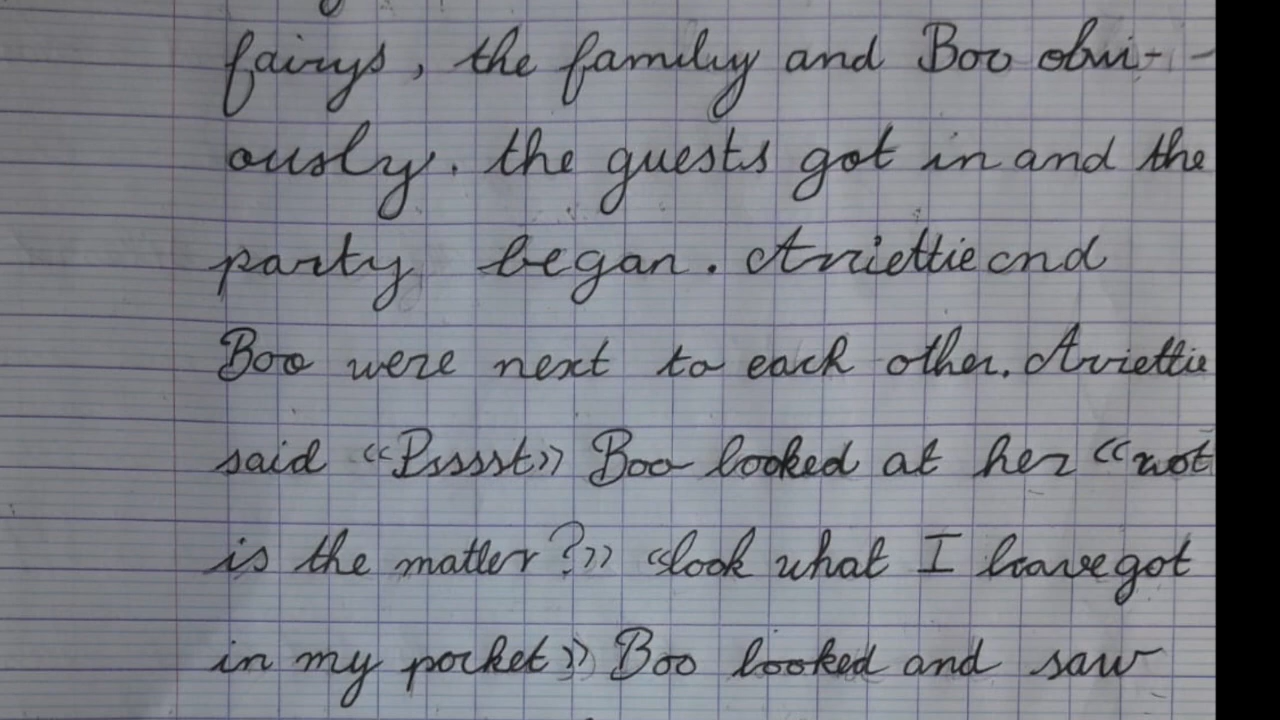 fairys, the family and Boo obvi-
ously. the guests got in and the
party began. Arriettie and
Boo were next to each other. Arriettie
said «Psssst» Boo looked at her «wot
is the matter?» «look what I have got
in my pocket» Boo looked and saw